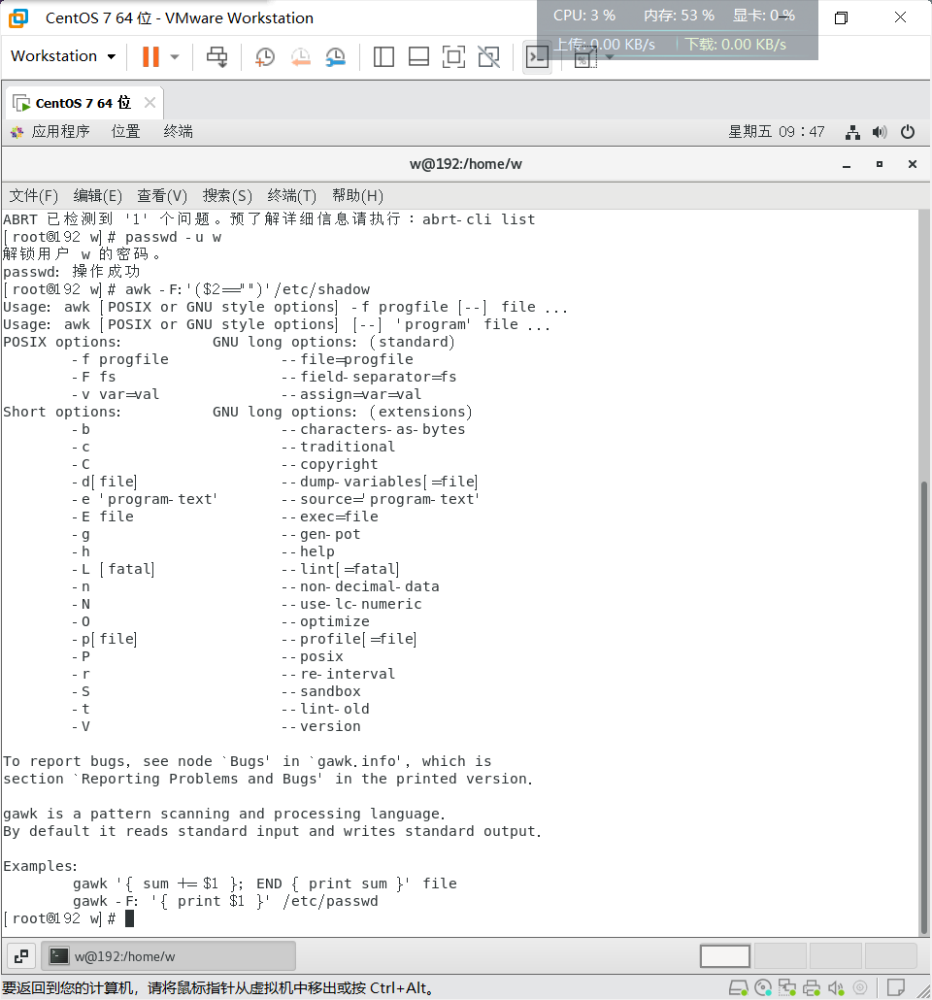 CentOS 7 64 位 - VMware Workstation
CPU: 3 % 内存: 53 % 显卡: 0 %
上传: 0.00 KB/s 下载: 0.00 KB/s
Workstation
CentOS 7 64 位
应用程序 位置 终端 星期五 09：47
w@192:/home/w
文件(F) 编辑(E) 查看(V) 搜索(S) 终端(T) 帮助(H)
ABRT 已检测到 '1' 个问题。预了解详细信息请执行：abrt-cli list
[root@192 w]# passwd -u w
解锁用户 w 的密码。
passwd: 操作成功
[root@192 w]# awk -F:'($2=="")'/etc/shadow
Usage: awk [POSIX or GNU style options] -f progfile [--] file ...
Usage: awk [POSIX or GNU style options] [--] 'program' file ...
POSIX options: GNU long options: (standard)
-f progfile --file=progfile
-F fs --field-separator=fs
-v var=val --assign=var=val
Short options: GNU long options: (extensions)
-b --characters-as-bytes
-c --traditional
-C --copyright
-d[file] --dump-variables[=file]
-e 'program-text' --source='program-text'
-E file --exec=file
-g --gen-pot
-h --help
-L [fatal] --lint[=fatal]
-n --non-decimal-data
-N --use-lc-numeric
-O --optimize
-p[file] --profile[=file]
-P --posix
-r --re-interval
-S --sandbox
-t --lint-old
-V --version
To report bugs, see node `Bugs' in `gawk.info', which is
section `Reporting Problems and Bugs' in the printed version.
gawk is a pattern scanning and processing language.
By default it reads standard input and writes standard output.
Examples:
gawk '{ sum += $1 }; END { print sum }' file
gawk -F: '{ print $1 }' /etc/passwd
[root@192 w]#
w@192:/home/w
要返回到您的计算机，请将鼠标指针从虚拟机中移出或按 Ctrl+Alt。